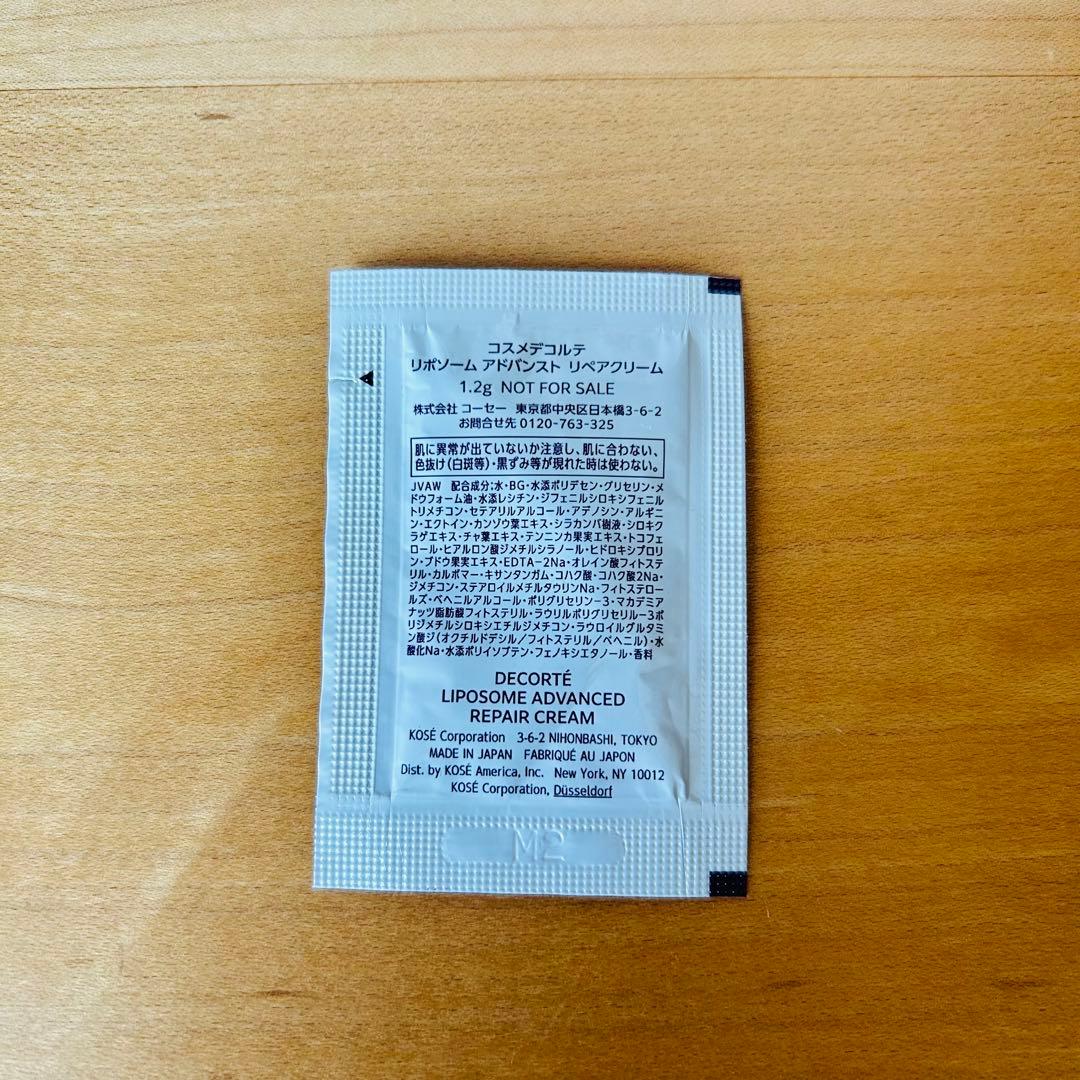 コスメデコルテ
リポソーム アドバンスト リペアクリーム
1.2g NOT FOR SALE
株式会社 コーセー 東京都中央区日本橋3-6-2
お問合せ先 0120-763-325
肌に異常が出ていないか注意し、肌に合わない、
色抜け(白斑等)・黒ずみ等が現れた時は使わない。
JVAW 配合成分:水・BG・水添ポリデセン・グリセリン・メ
ドウフォーム油・水添レシチン・ジフェニルシロキシフェニル
トリメチコン・セテアリルアルコール・アデノシン・アルギニ
ン・エクトイン・カンゾウ葉エキス・シラカンバ樹液・シロキク
ラゲエキス・チャ葉エキス・テンニンカ果実エキス・トコフェ
ロール・ヒアルロン酸ジメチルシラノール・ヒドロキシプロリ
ン・ブドウ果実エキス・EDTA-2Na・オレイン酸フィトステ
リル・カルボマー・キサンタンガム・コハク酸・コハク酸2Na・
ジメチコン・ステアロイルメチルタウリンNa・フィトステロー
ルズ・ベヘニルアルコール・ポリグリセリン-3・マカデミア
ナッツ脂肪酸フィトステリル・ラウリルポリグリセリル-3ポ
リジメチルシロキシエチルジメチコン・ラウロイルグルタミ
ン酸ジ(オクチルドデシル/フィトステリル/ベヘニル)・水
酸化Na・水添ポリイソブテン・フェノキシエタノール・香料
DECORTÉ
LIPOSOME ADVANCED
REPAIR CREAM
KOSÉ Corporation 3-6-2 NIHONBASHI, TOKYO
MADE IN JAPAN FABRIQUÉ AU JAPON
Dist. by KOSÉ America, Inc. New York, NY 10012
KOSÉ Corporation, Düsseldorf
M2